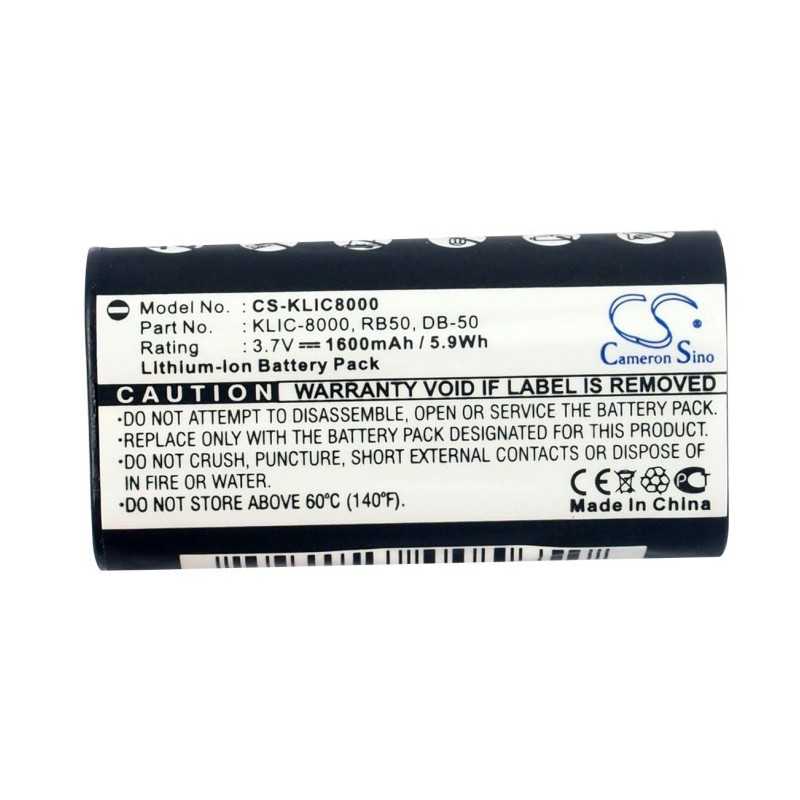 Model No. : CS-KLIC8000
Part No. : KLIC-8000, RB50, DB-50
Rating : 3.7V 1600mAh / 5.9Wh
Lithium-Ion Battery Pack
CS
Cameron Sino
CAUTION WARRANTY VOID IF LABEL IS REMOVED
•DO NOT ATTEMPT TO DISASSEMBLE, OPEN OR SERVICE THE BATTERY PACK.
•REPLACE ONLY WITH THE BATTERY PACK DESIGNATED FOR THIS PRODUCT.
•DO NOT CRUSH, PUNCTURE, SHORT EXTERNAL CONTACTS OR DISPOSE OF
IN FIRE OR WATER.
•DO NOT STORE ABOVE 60℃ (140℉).
CE
Made in China